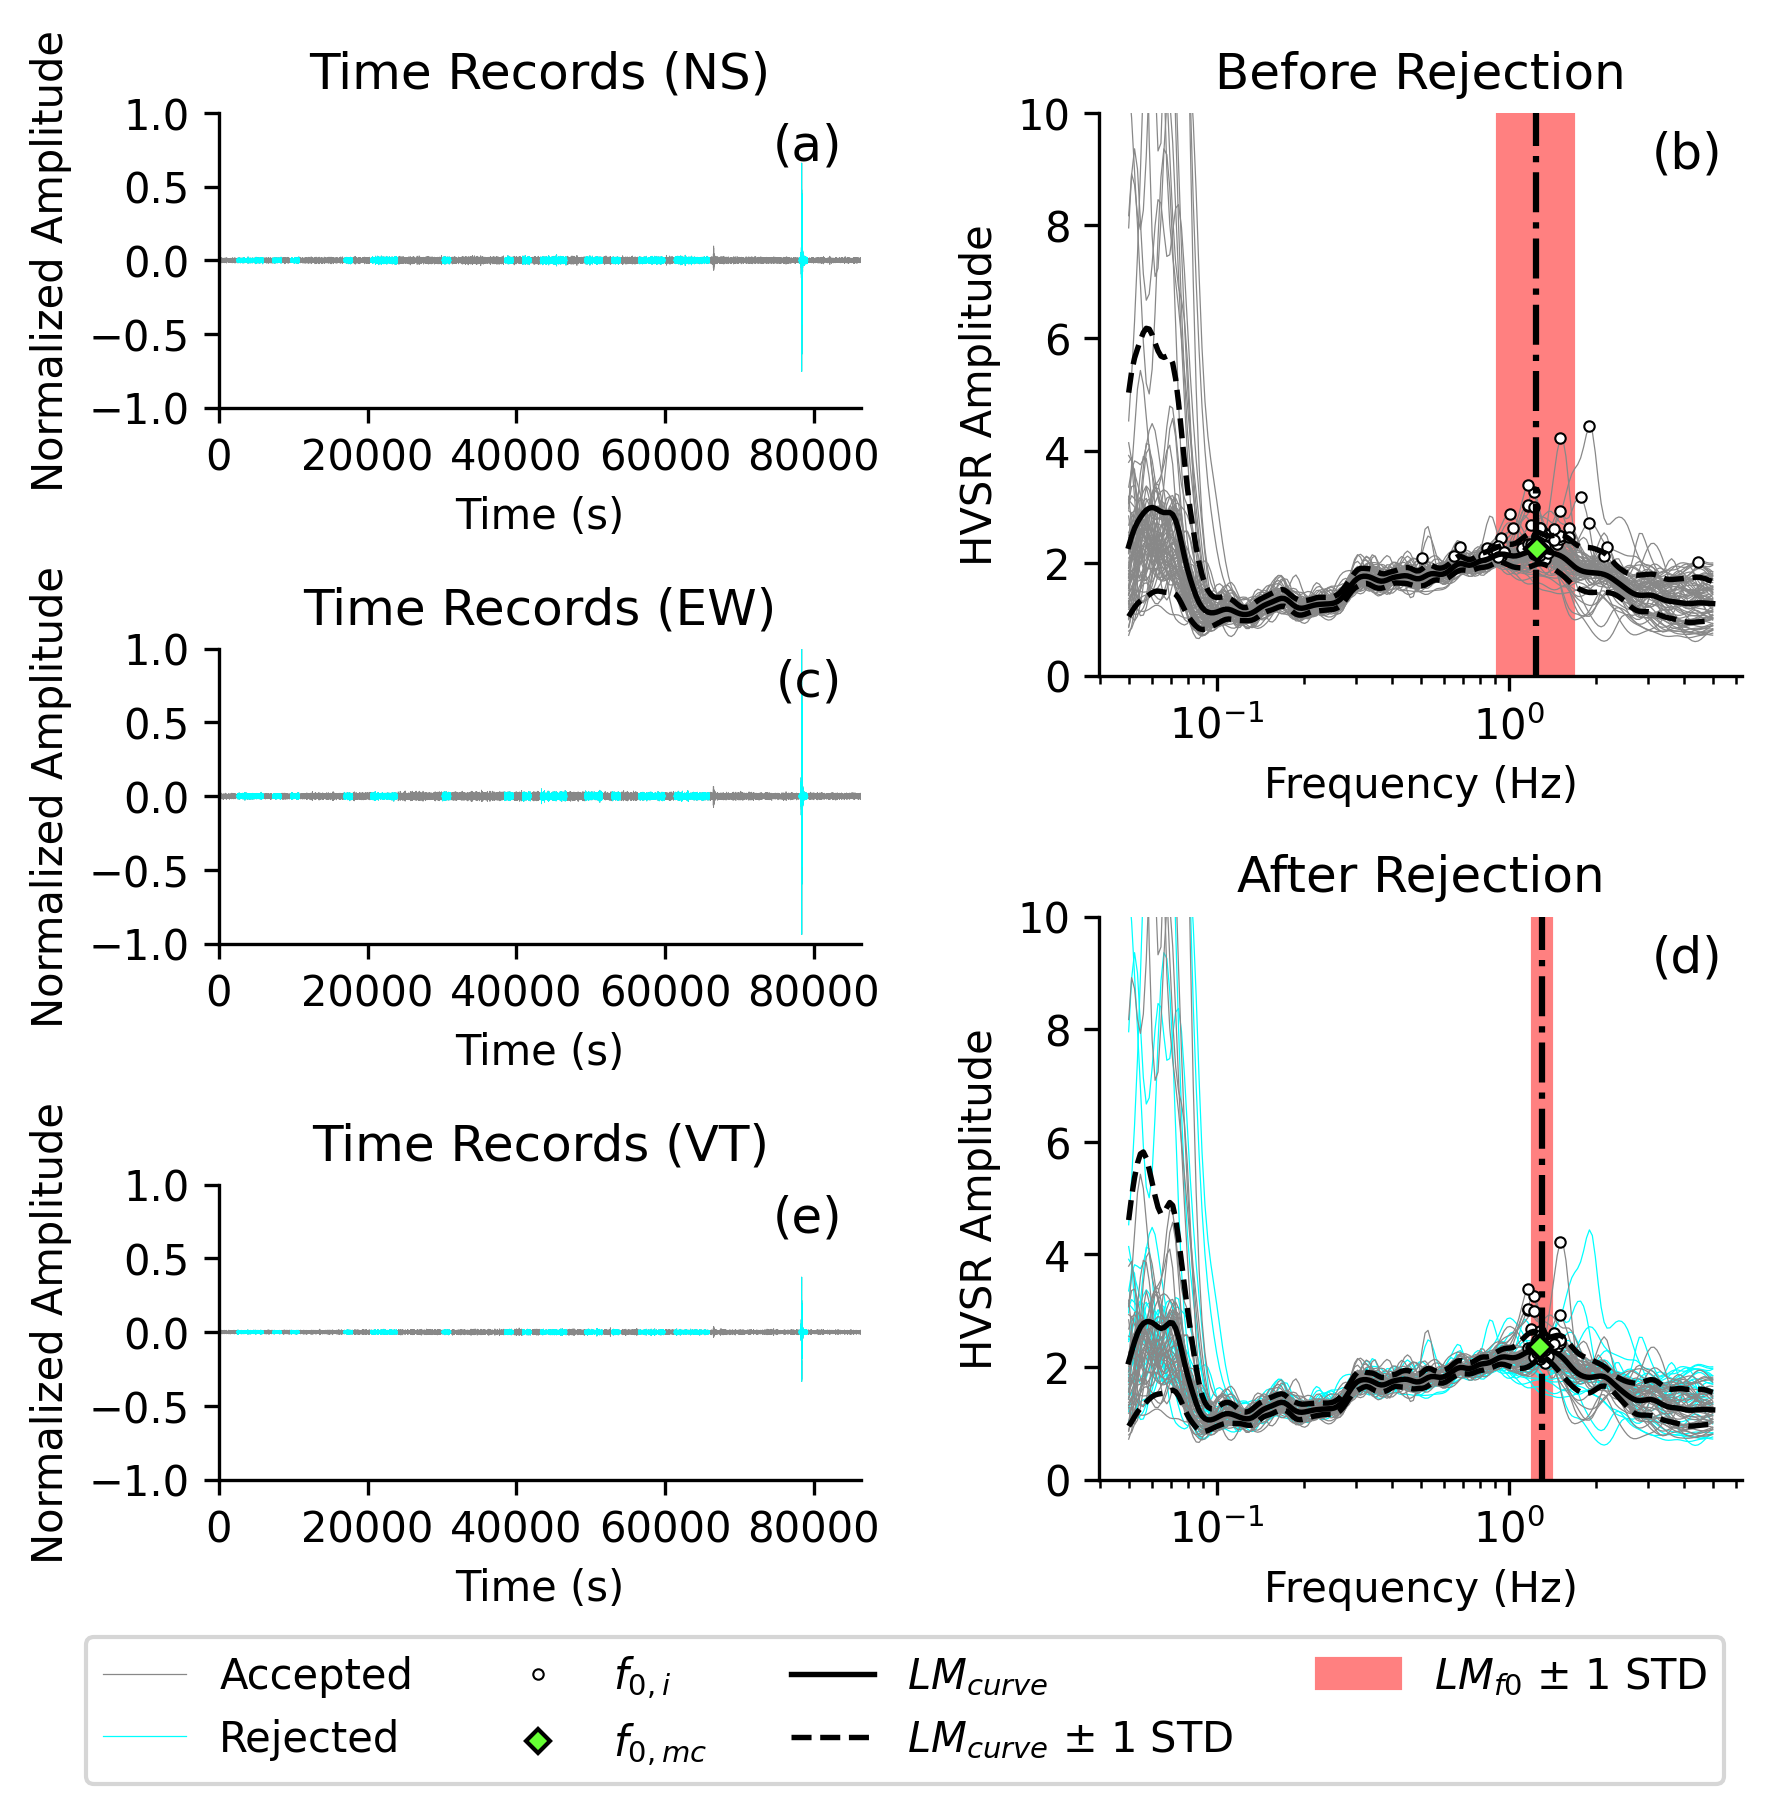 Time Records (NS)
Normalized Amplitude
1.0
0.5
0.0
−0.5
−1.0
(a)
0 20000 40000 60000 80000
Time (s)
Before Rejection
HVSR Amplitude
10
8
6
4
2
0
(b)
10⁻¹ 10⁰
Frequency (Hz)
Time Records (EW)
Normalized Amplitude
1.0
0.5
0.0
−0.5
−1.0
(c)
0 20000 40000 60000 80000
Time (s)
After Rejection
HVSR Amplitude
10
8
6
4
2
0
(d)
10⁻¹ 10⁰
Frequency (Hz)
Time Records (VT)
Normalized Amplitude
1.0
0.5
0.0
−0.5
−1.0
(e)
0 20000 40000 60000 80000
Time (s)
Accepted
Rejected
f0,i
f0,mc
LMcurve
LMcurve ± 1 STD
LMf0 ± 1 STD